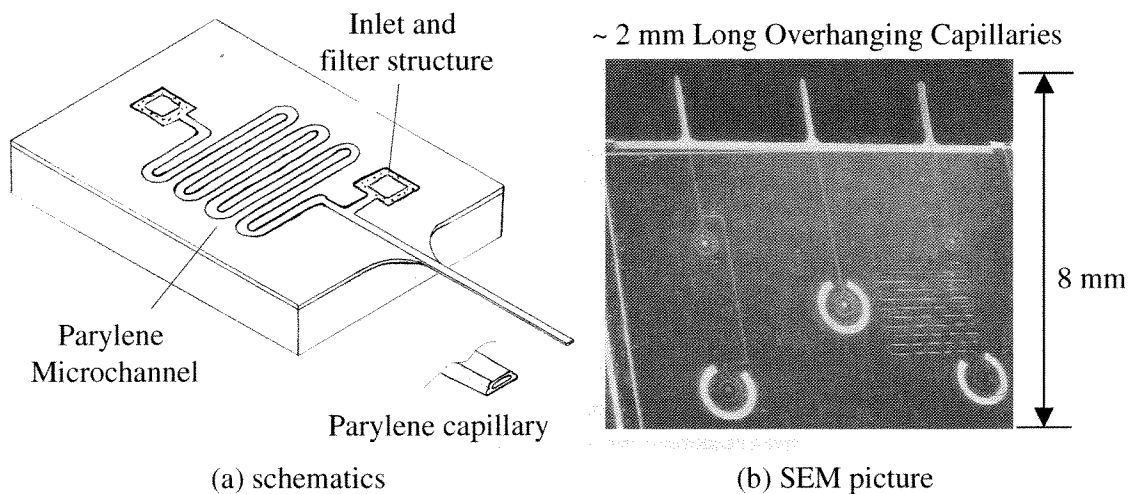 Inlet and
filter structure
Parylene
Microchannel
Parylene capillary
(a) schematics
~ 2 mm Long Overhanging Capillaries
8 mm
(b) SEM picture